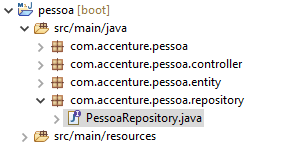 pessoa [boot]
src/main/java
com.accenture.pessoa
com.accenture.pessoa.controller
com.accenture.pessoa.entity
com.accenture.pessoa.repository
PessoaRepository.java
src/main/resources